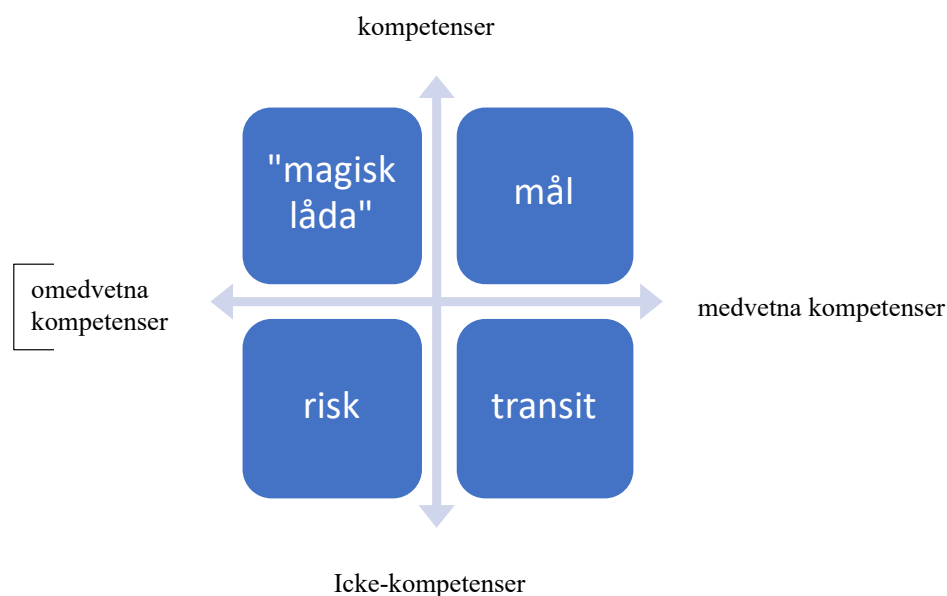 kompetenser
"magisk
låda"
mål
omedvetna
kompetenser
medvetna kompetenser
risk
transit
Icke-kompetenser